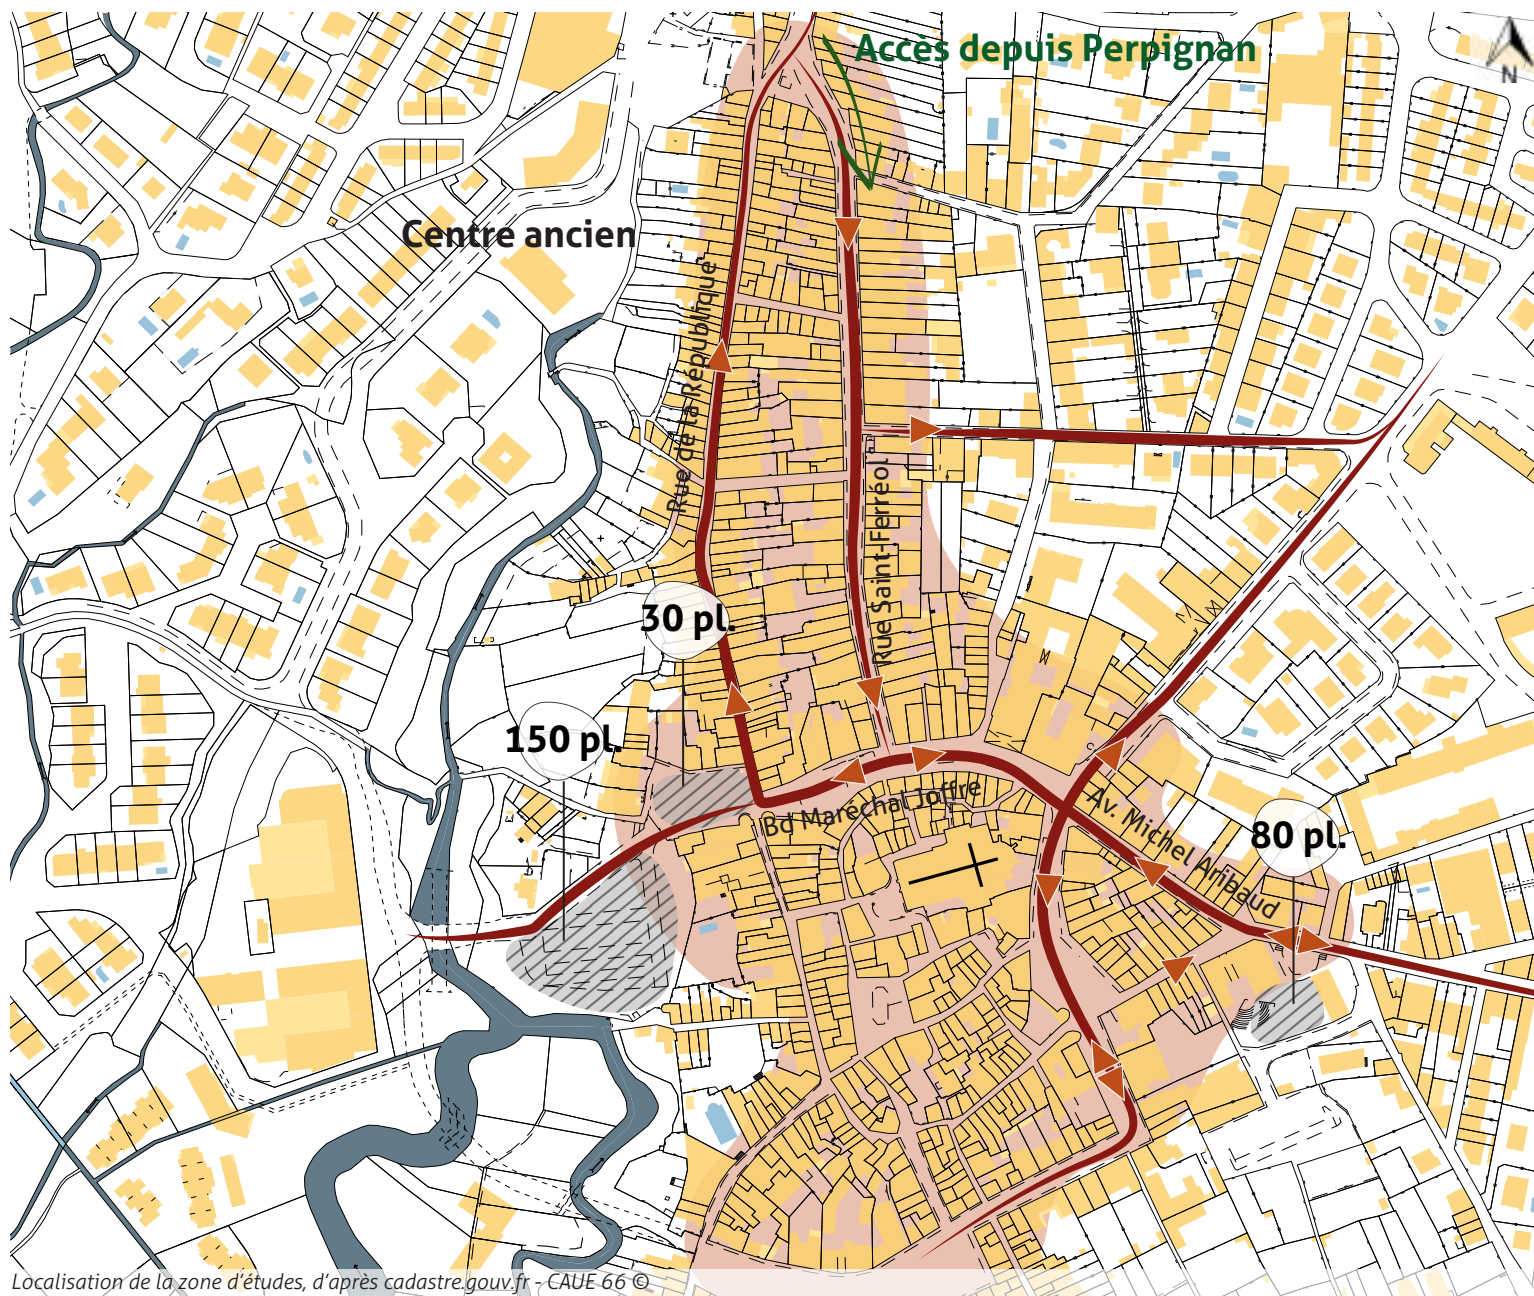 Accès depuis Perpignan
N
Centre ancien
Rue de la République
Rue Saint-Ferréol
30 pl.
150 pl.
Bd Maréchal Joffre
Av. Michel Aribaud
80 pl.
Localisation de la zone d'études, d'après cadastre.gouv.fr - CAUE 66 ©